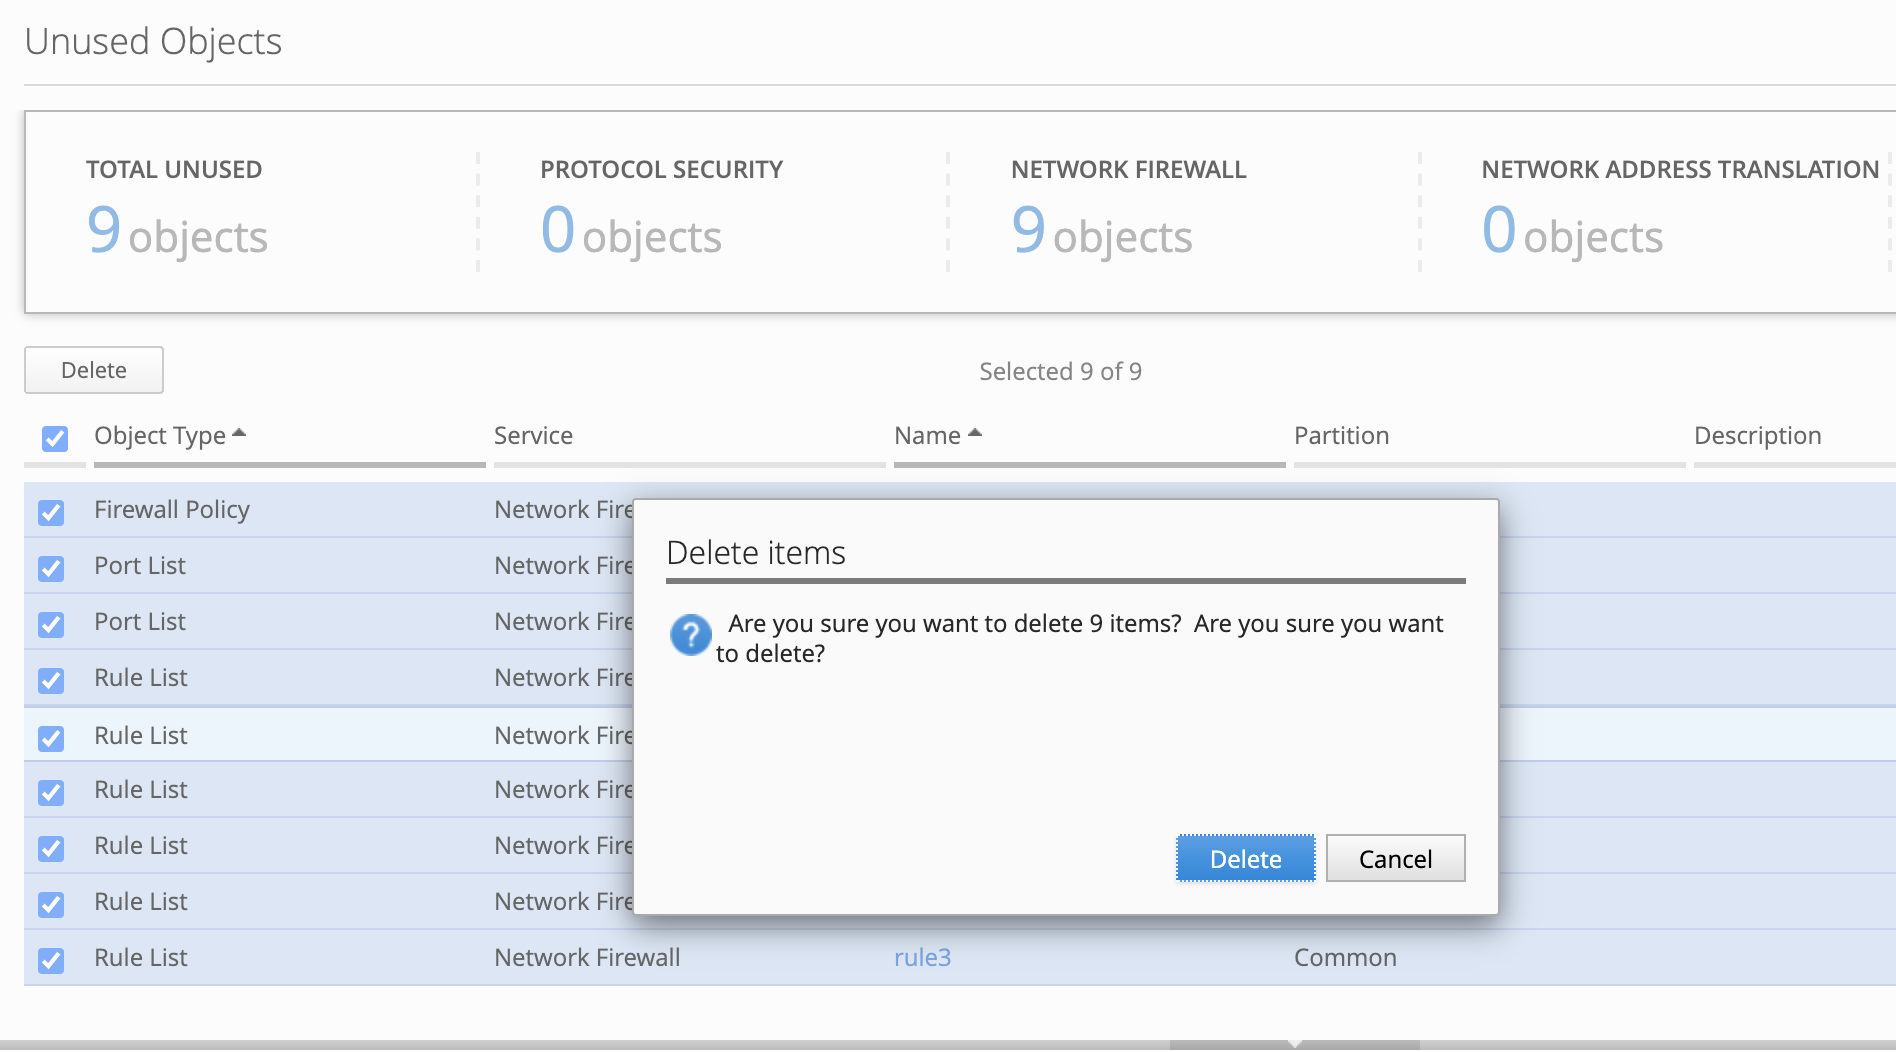 Unused Objects
TOTAL UNUSED
9 objects
PROTOCOL SECURITY
0 objects
NETWORK FIREWALL
9 objects
NETWORK ADDRESS TRANSLATION
0 objects
Delete
Selected 9 of 9
Object Type Service Name Partition Description
Firewall Policy Network Fire
Port List Network Fire
Port List Network Fire
Rule List Network Fire
Rule List Network Fire
Rule List Network Fire
Rule List Network Fire
Rule List Network Fire
Rule List Network Firewall rule3 Common
Delete items
Are you sure you want to delete 9 items? Are you sure you want
to delete?
Delete Cancel